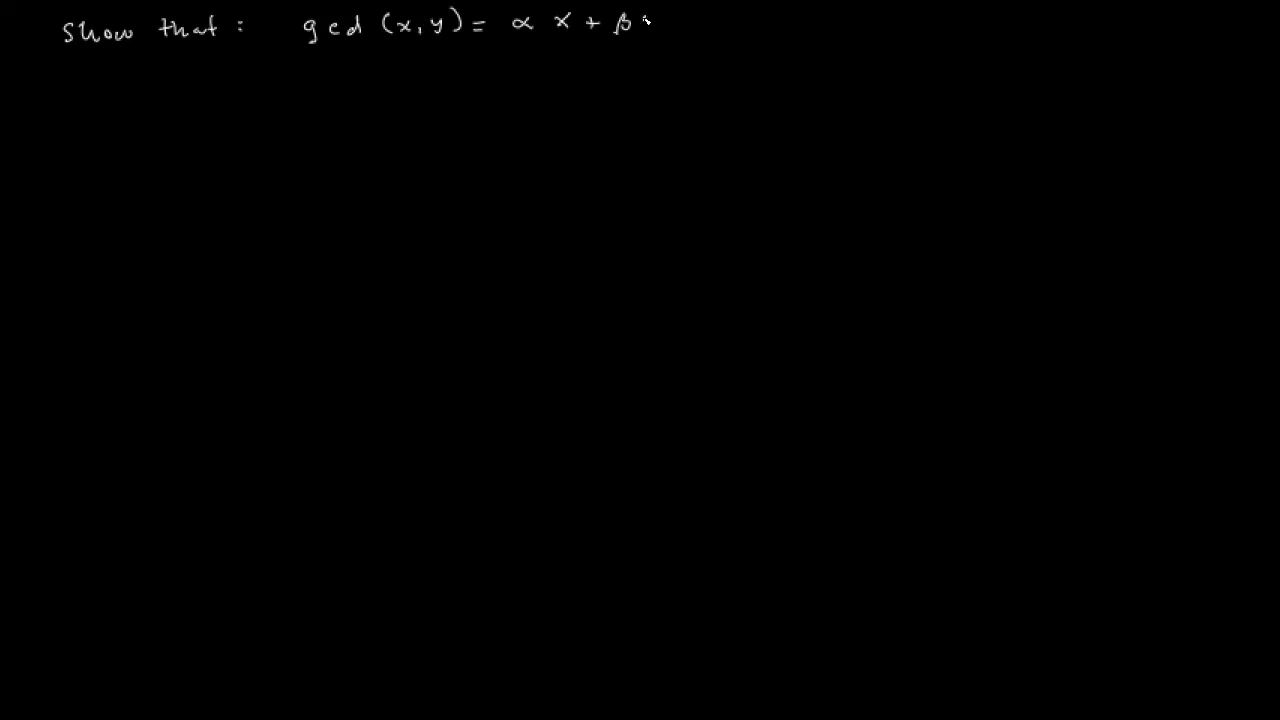 show that : gcd (x, y) = α x + β